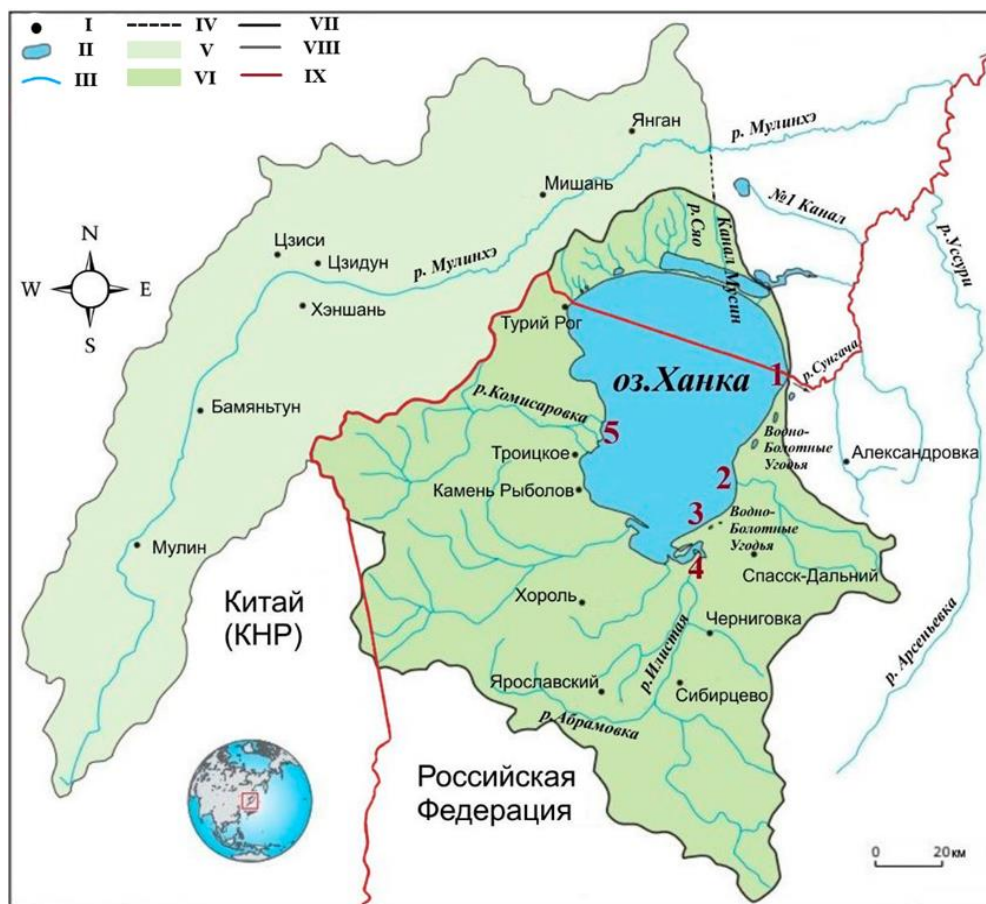 I IV VII
II V VIII
III VI IX
Янган
р. Мулинхэ
Мишань
№1 Канал
р.Сяо
Канал Мусин
р.Уссури
N
W E
S
Цзиси
Цзидун
р. Мулинхэ
Хэншань
Турий Рог
оз.Ханка
1
р.Сунгача
Бамяньтун
р.Комисаровка
5
Водно-
Болотные
Угодья
Троицкое
Александровка
2
Камень Рыболов
3
Водно-
Болотные
Угодья
Мулин
4
Спасск-Дальний
Китай
(КНР)
Хороль
Черниговка
р. Арсеньевка
р.Илистая
Ярославский
Сибирцево
р. Абрамовка
Российская
Федерация
0 20 км